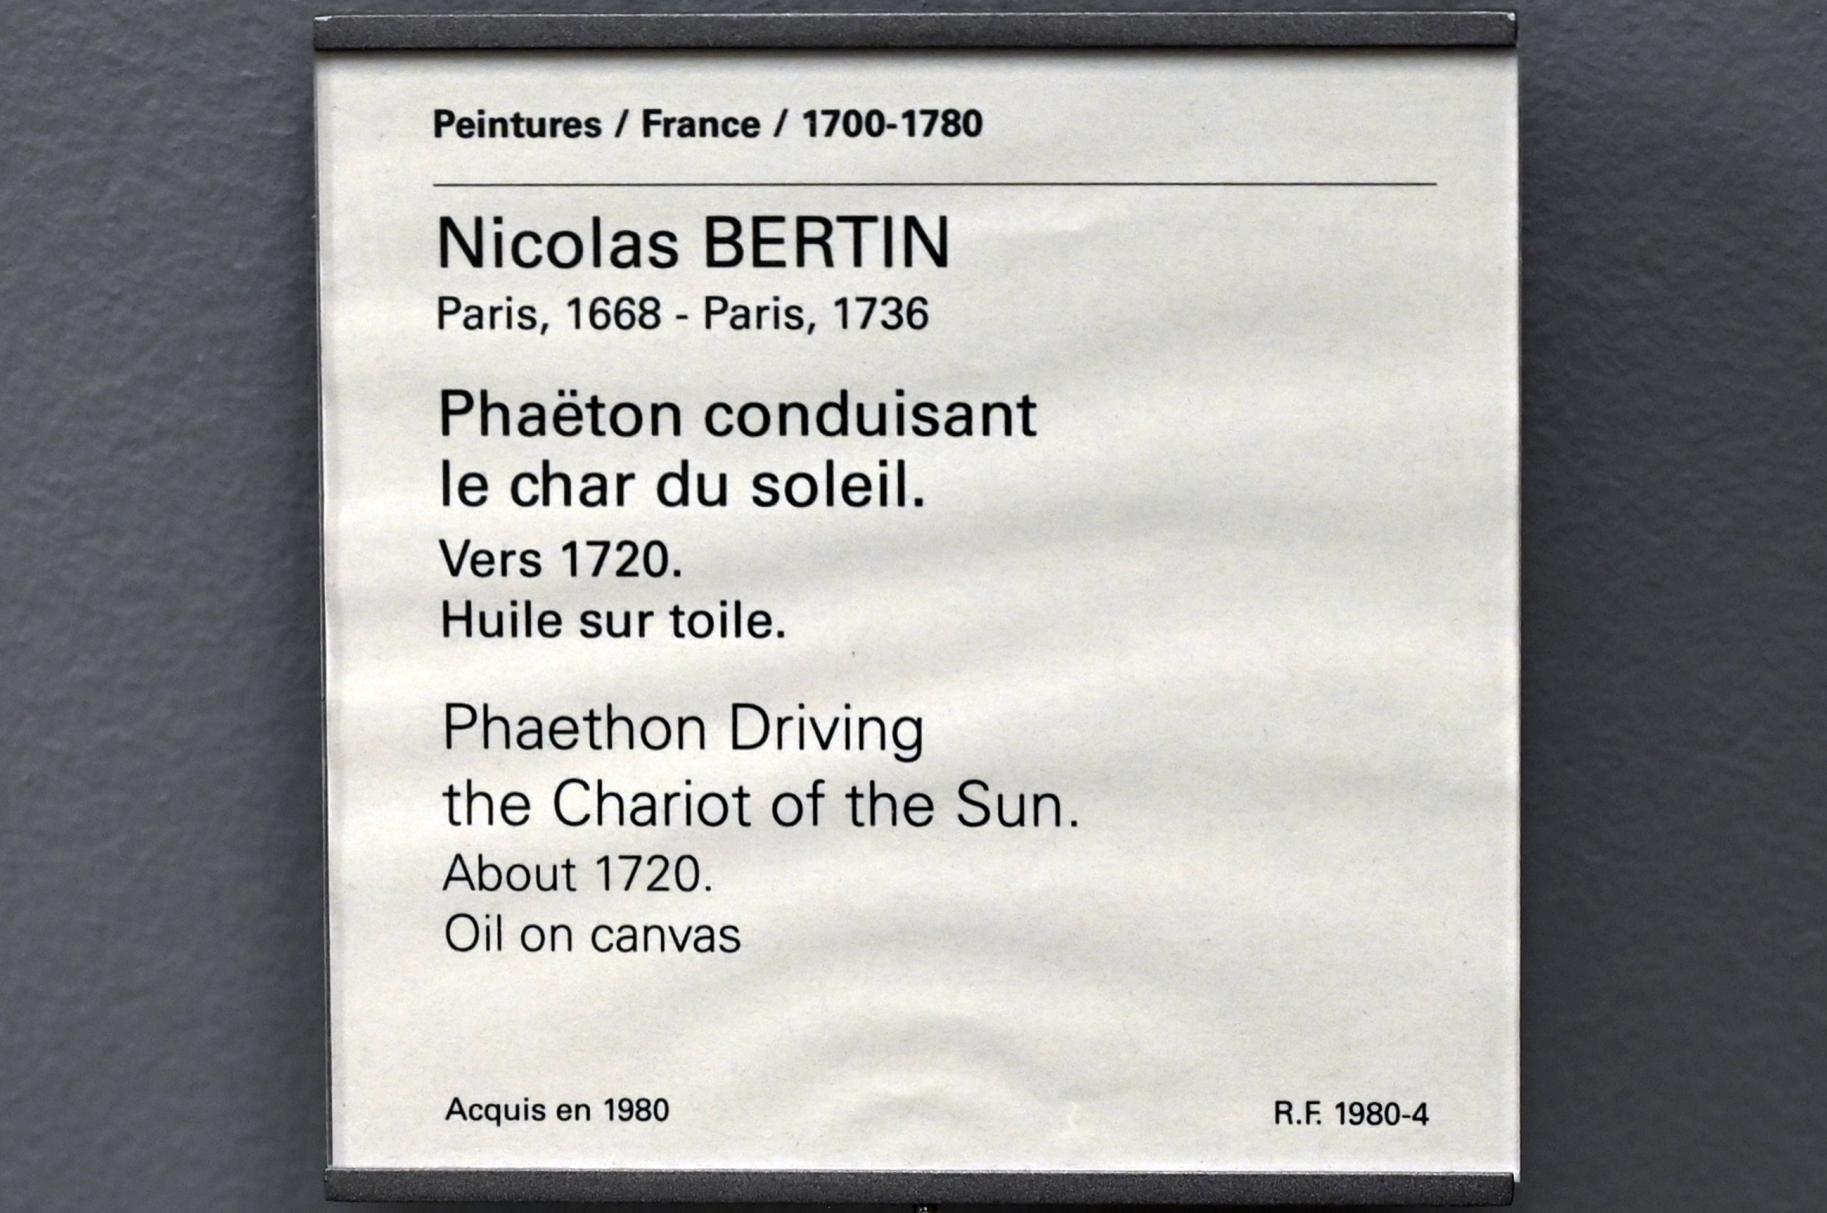 Peintures / France / 1700-1780
Nicolas BERTIN
Paris, 1668 - Paris, 1736
Phaëton conduisant
le char du soleil.
Vers 1720.
Huile sur toile.
Phaethon Driving
the Chariot of the Sun.
About 1720.
Oil on canvas
Acquis en 1980
R.F. 1980-4